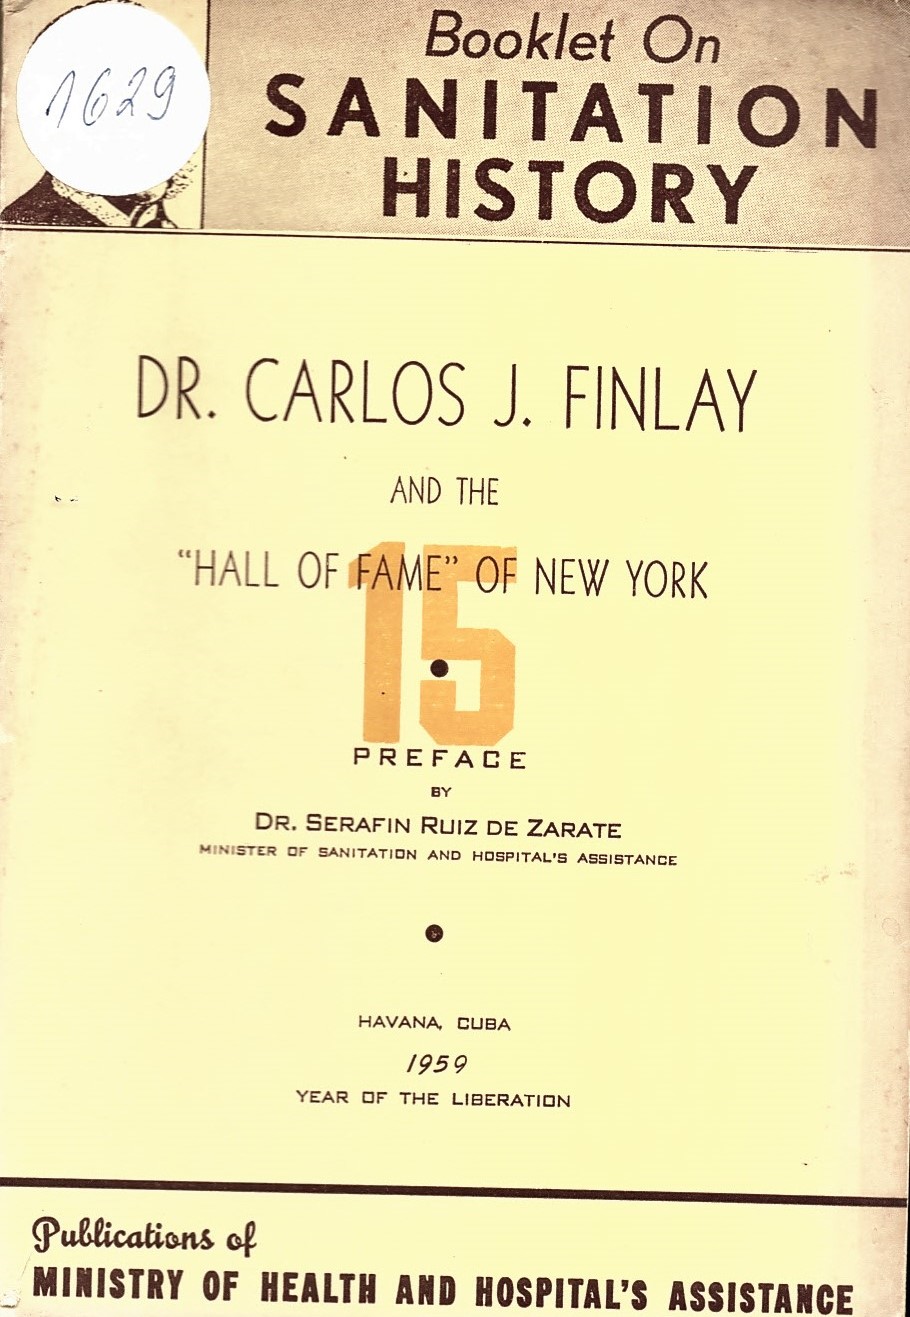 1629
Booklet On
SANITATION
HISTORY
DR. CARLOS J. FINLAY
AND THE
“HALL OF FAME” OF NEW YORK
15
PREFACE
BY
DR. SERAFIN RUIZ DE ZARATE
MINISTER OF SANITATION AND HOSPITAL'S ASSISTANCE
HAVANA, CUBA
1959
YEAR OF THE LIBERATION
Publications of
MINISTRY OF HEALTH AND HOSPITAL'S ASSISTANCE